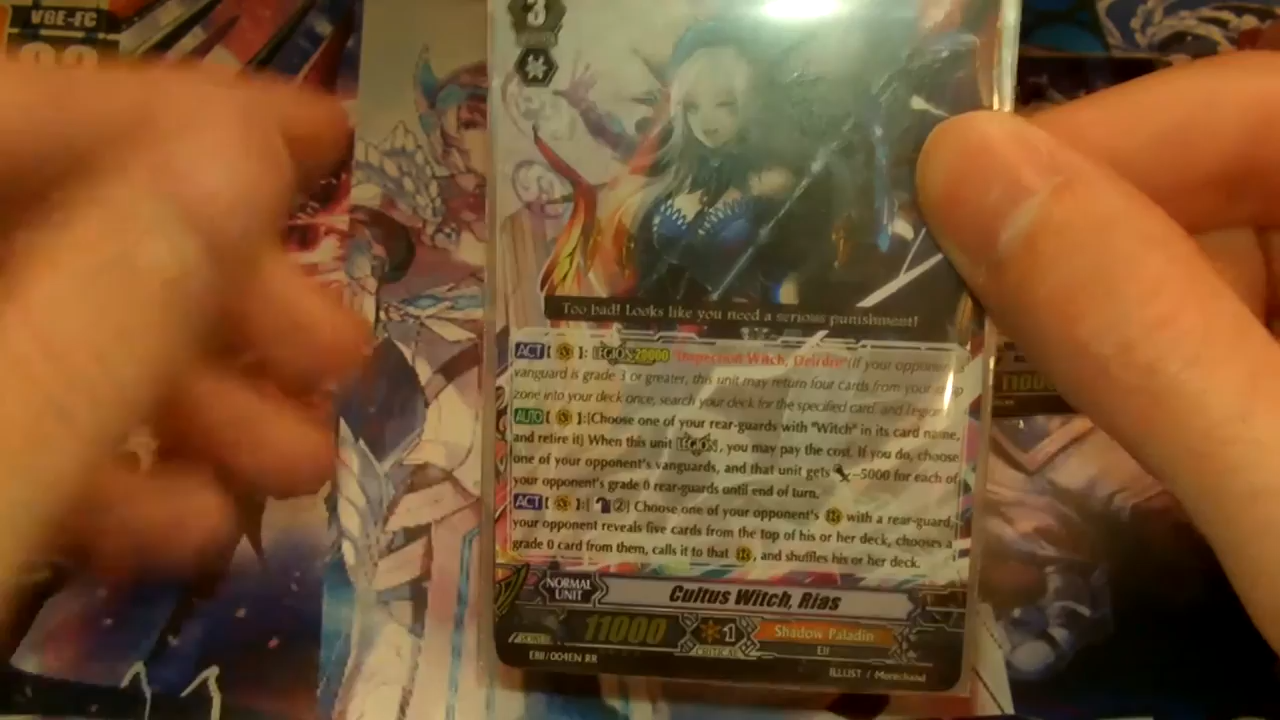 VBE-FC
3
Too bad! Looks like you need a serious punishment!
ACT [ ]: LEGION 20000 "Inspection Witch, Deirdre" (If your opponent's
vanguard is grade 3 or greater, this unit may return four cards from your drop
zone into your deck once, search your deck for the specified card, and legion
AUTO [ ]:[Choose one of your rear-guards with "Witch" in its card name,
and retire it] When this unit LEGION, you may pay the cost. If you do, choose
one of your opponent's vanguards, and that unit gets -5000 for each of
your opponent's grade 0 rear-guards until end of turn.
ACT [ ]:[ ②] Choose one of your opponent's with a rear-guard,
your opponent reveals five cards from the top of his or her deck, chooses a
grade 0 card from them, calls it to that , and shuffles his or her deck.
NORMAL
UNIT
Cultus Witch, Rias
POWER 11000
1
CRITICAL
Shadow Paladin
Elf
EB11/004EN RR
ILLUST / Morechand